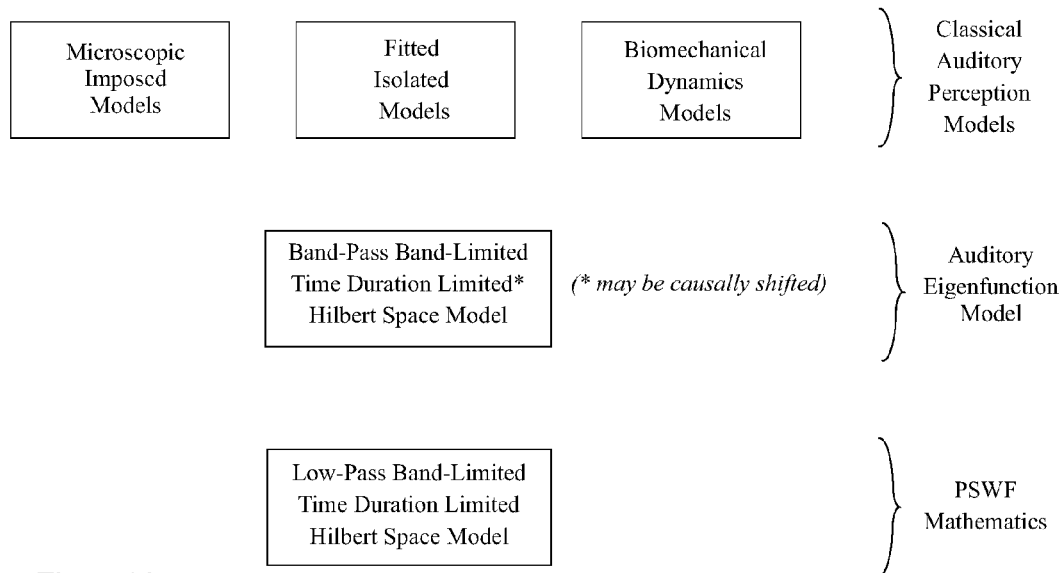 Microscopic
Imposed
Models
Fitted
Isolated
Models
Biomechanical
Dynamics
Models
Classical
Auditory
Perception
Models
Band-Pass Band-Limited
Time Duration Limited*
Hilbert Space Model
(* may be causally shifted)
Auditory
Eigenfunction
Model
Low-Pass Band-Limited
Time Duration Limited
Hilbert Space Model
PSWF
Mathematics